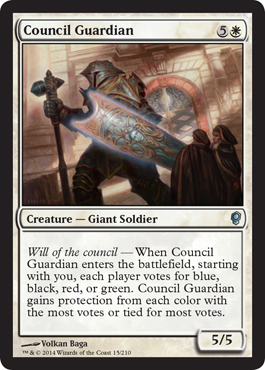 Council Guardian 5
Creature — Giant Soldier
Will of the council — When Council
Guardian enters the battlefield, starting
with you, each player votes for blue,
black, red, or green. Council Guardian
gains protection from each color with
the most votes or tied for most votes.
5/5
Volkan Baga
™ & © 2014 Wizards of the Coast 15/210